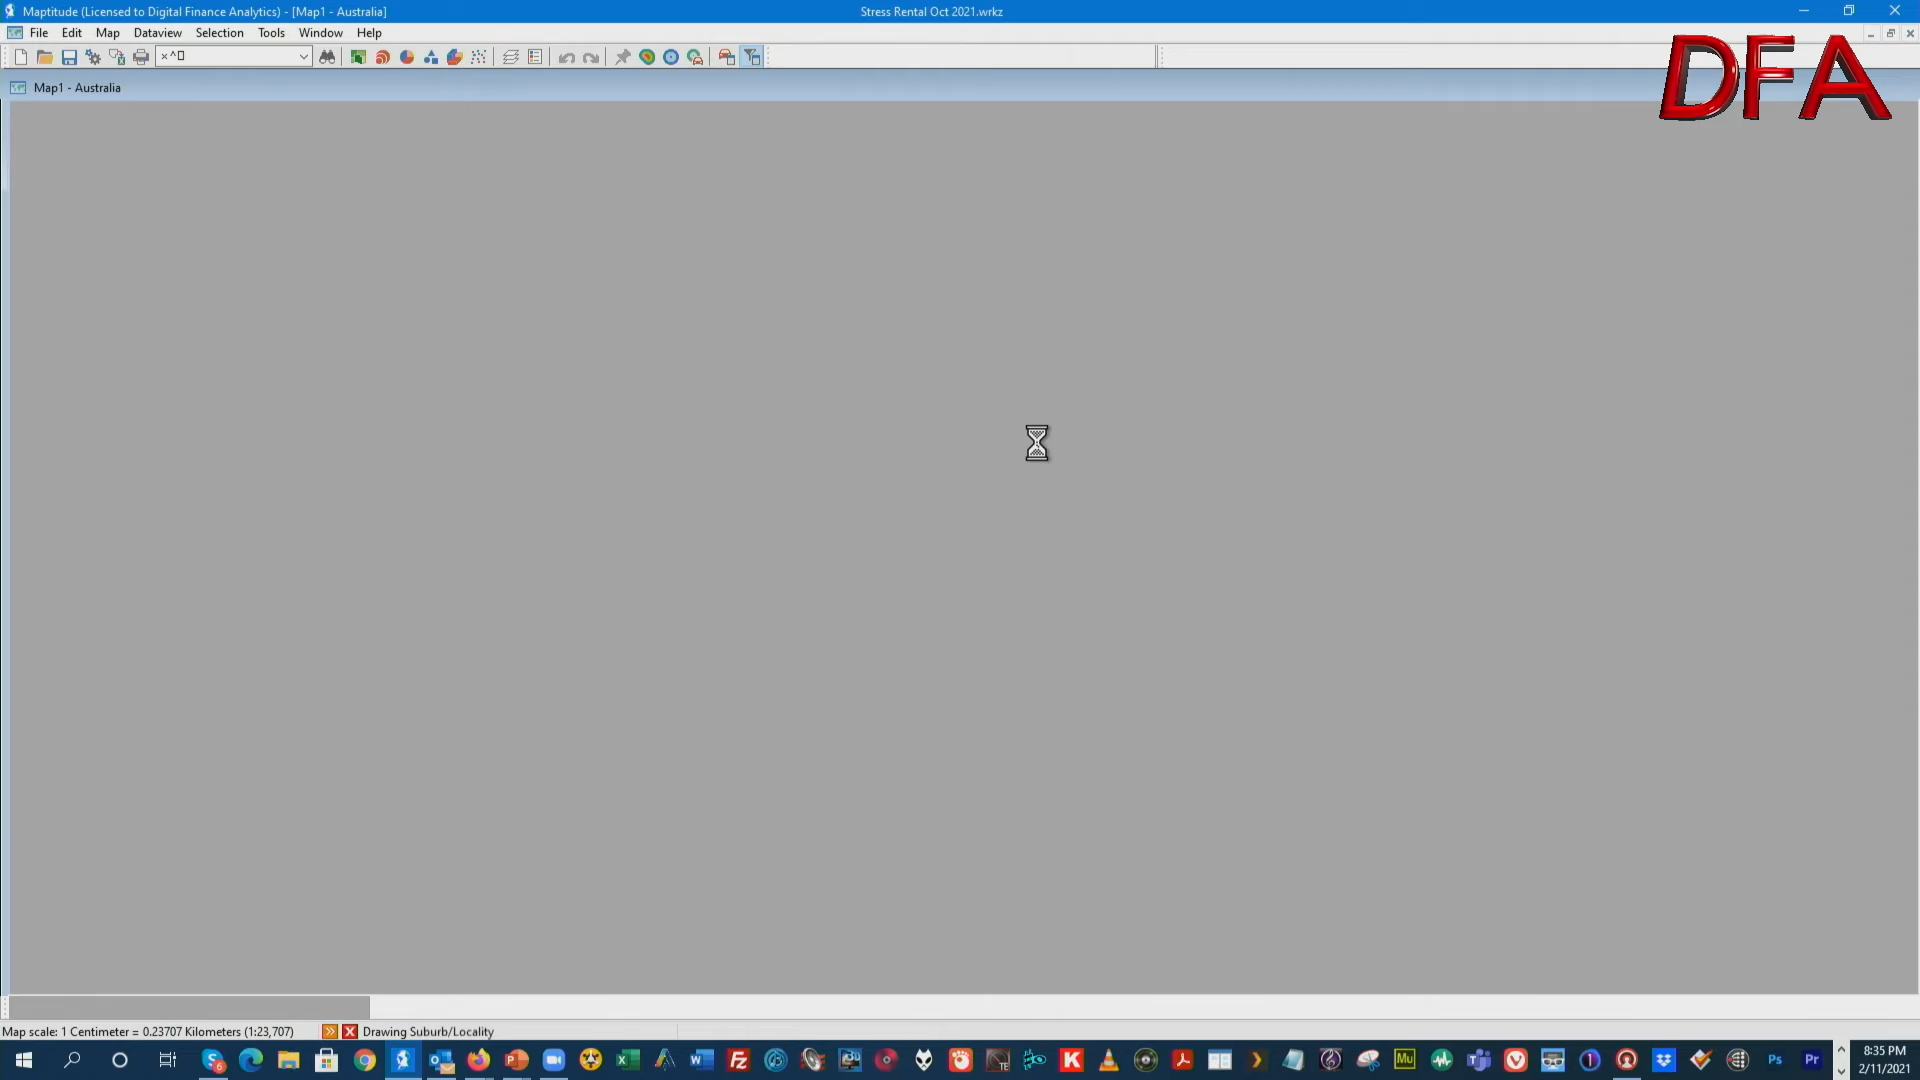 Maptitude (Licensed to Digital Finance Analytics) - [Map1 - Australia]
Stress Rental Oct 2021.wrkz
File Edit Map Dataview Selection Tools Window Help
DFA
Map1 - Australia
Map scale: 1 Centimeter = 0.23707 Kilometers (1:23,707)
Drawing Suburb/Locality
8:35 PM
2/11/2021